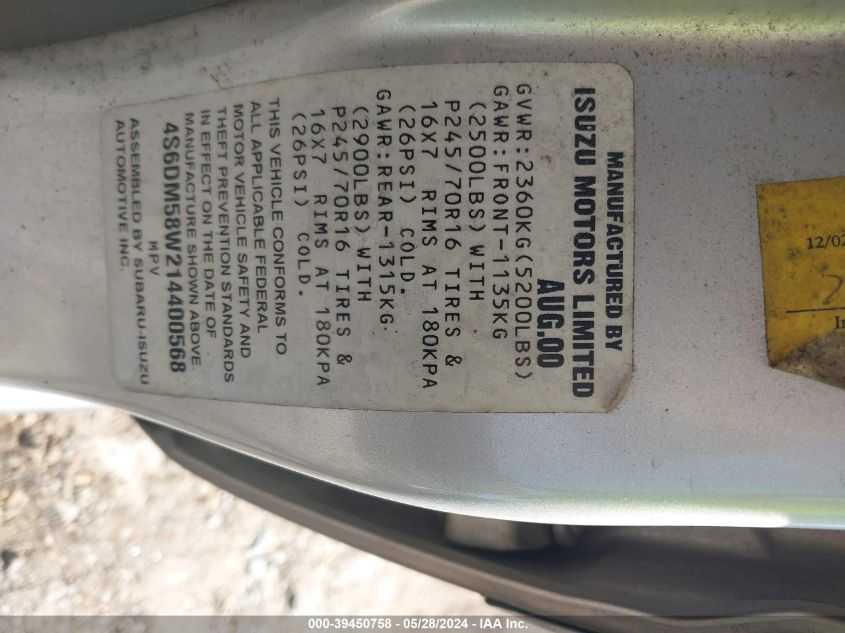 MANUFACTURED BY
ISUZU MOTORS LIMITED
AUG.00
GVWR:2360KG(5200LBS)
GAWR:FRONT-1135KG
(2500LBS) WITH
P245/70R16 TIRES &
16X7 RIMS AT 180KPA
(26PSI) COLD.
GAWR:REAR-1315KG
(2900LBS) WITH
P245/70R16 TIRES &
16X7 RIMS AT 180KPA
(26PSI) COLD.
THIS VEHICLE CONFORMS TO
ALL APPLICABLE FEDERAL
MOTOR VEHICLE SAFETY AND
THEFT PREVENTION STANDARDS
IN EFFECT ON THE DATE OF
MANUFACTURE SHOWN ABOVE.
4S6DM58W214400568
MPV
ASSEMBLED BY SUBARU-ISUZU
AUTOMOTIVE INC.
12/02
000-39450758 - 05/28/2024 - IAA Inc.